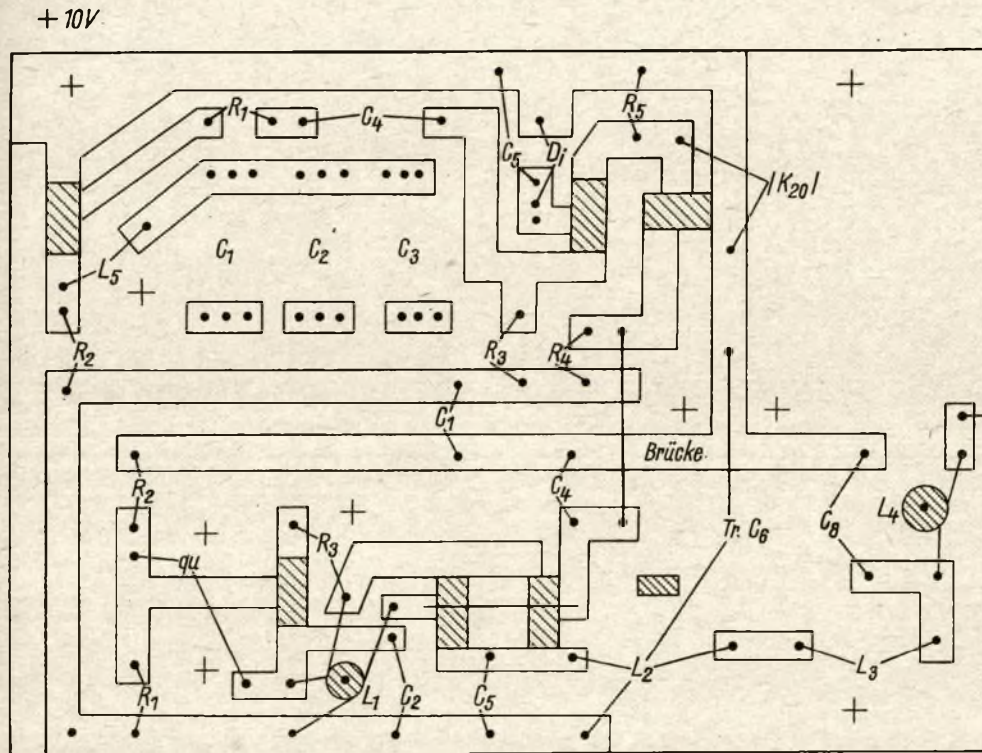 +10V
R1
C4
C5
Di
R5
|K20|
L5
C1
C2
C3
R2
R3
R4
C1
Brücke
R2
C4
qu
R3
Tr. C6
C8
L4
R1
L1
C2
C5
L2
L3